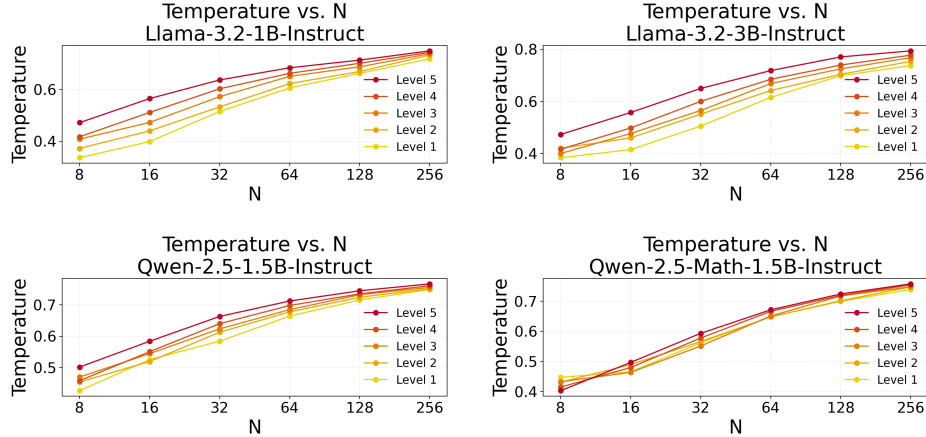 Temperature vs. N
Llama-3.2-1B-Instruct
Temperature
0.6
0.4
Level 5
Level 4
Level 3
Level 2
Level 1
8 16 32 64 128 256
N
Temperature vs. N
Llama-3.2-3B-Instruct
Temperature
0.8
0.6
0.4
Level 5
Level 4
Level 3
Level 2
Level 1
8 16 32 64 128 256
N
Temperature vs. N
Qwen-2.5-1.5B-Instruct
Temperature
0.7
0.6
0.5
Level 5
Level 4
Level 3
Level 2
Level 1
8 16 32 64 128 256
N
Temperature vs. N
Qwen-2.5-Math-1.5B-Instruct
Temperature
0.7
0.6
0.5
0.4
Level 5
Level 4
Level 3
Level 2
Level 1
8 16 32 64 128 256
N